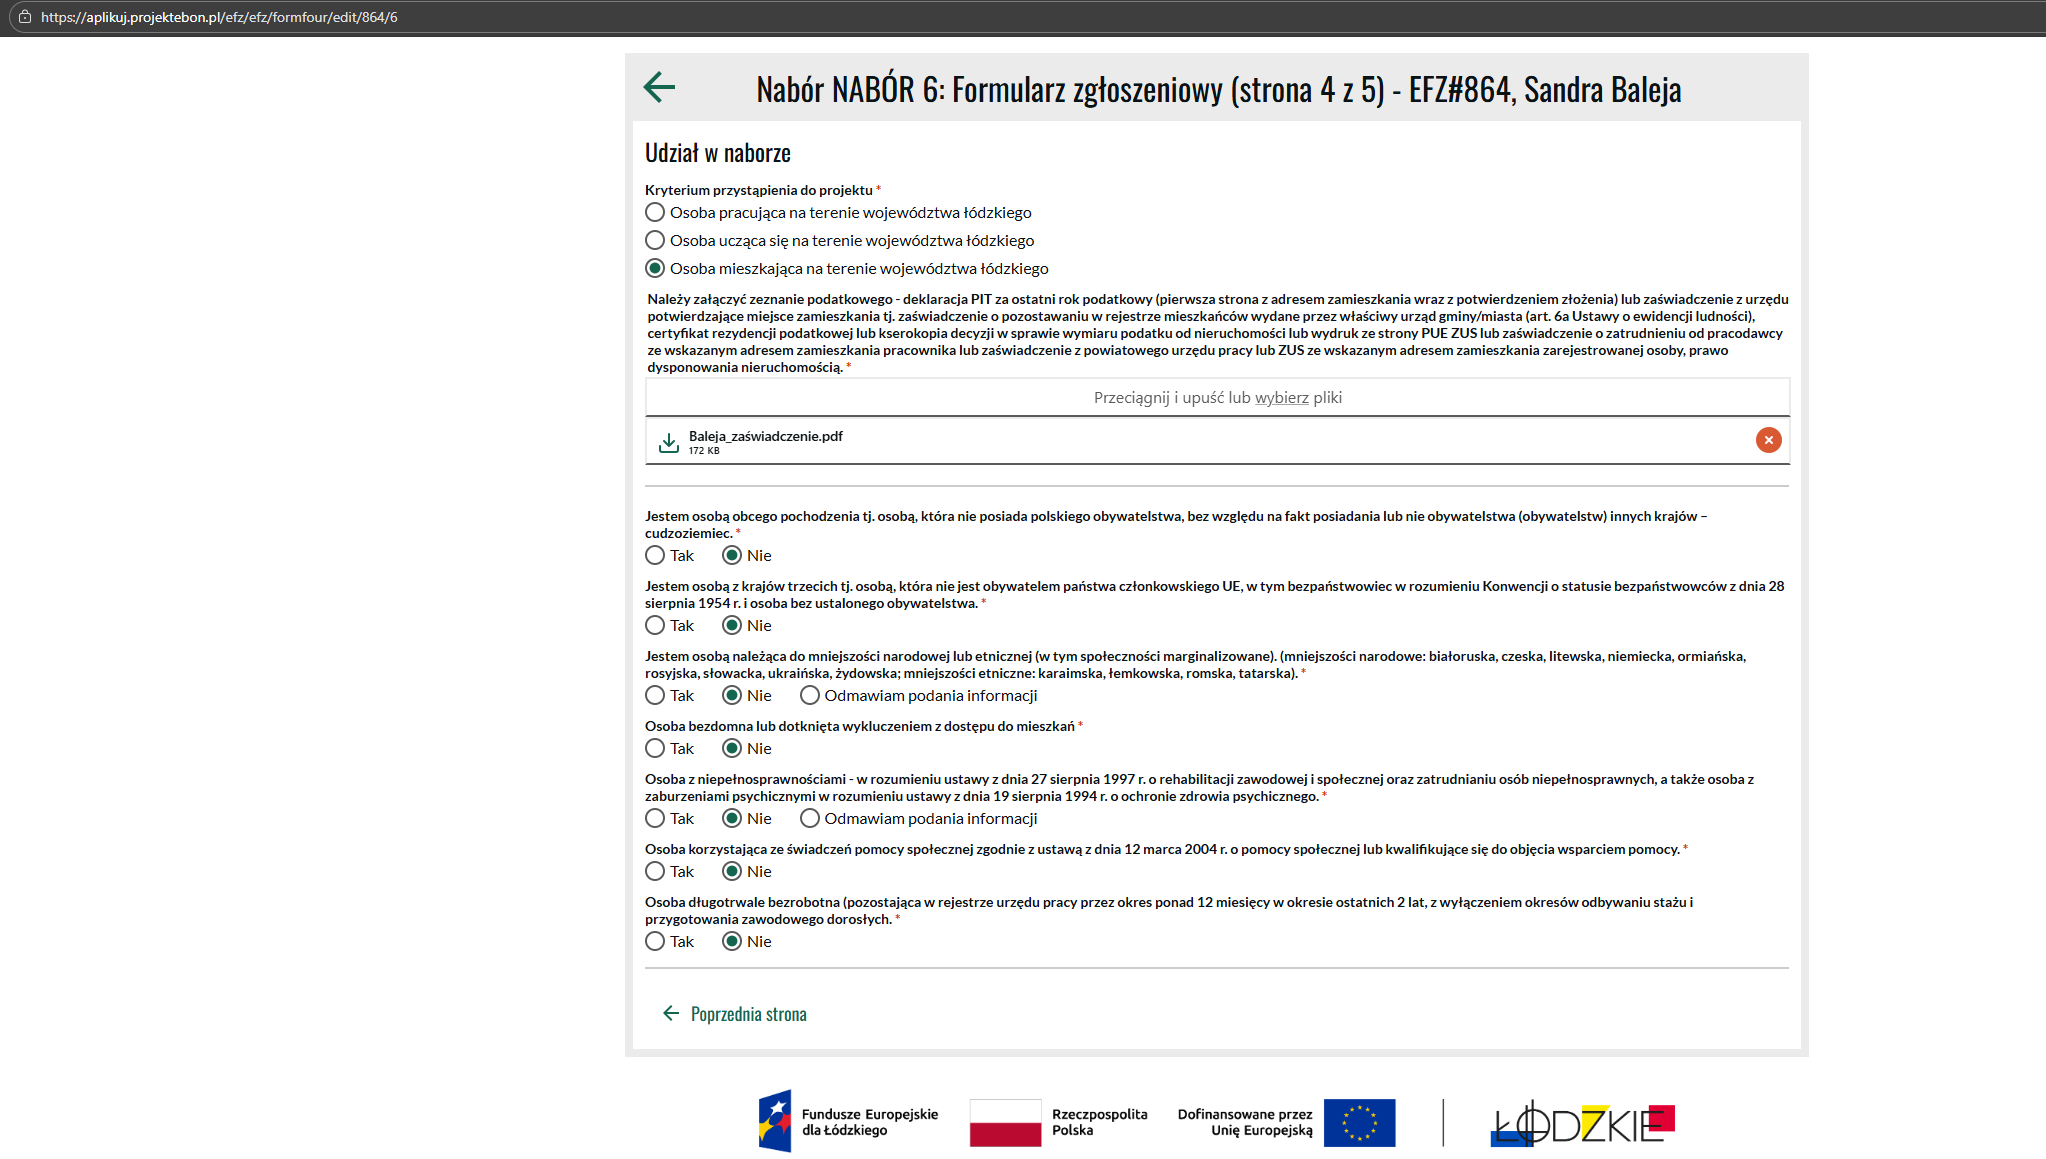 https://aplikuj.projektebon.pl/efz/efz/formfour/edit/864/6
Nabór NABÓR 6: Formularz zgłoszeniowy (strona 4 z 5) - EFZ#864, Sandra Baleja
Udział w naborze
Kryterium przystąpienia do projektu *
Osoba pracująca na terenie województwa łódzkiego
Osoba ucząca się na terenie województwa łódzkiego
Osoba mieszkająca na terenie województwa łódzkiego
Należy załączyć zeznanie podatkowego - deklaracja PIT za ostatni rok podatkowy (pierwsza strona z adresem zamieszkania wraz z potwierdzeniem złożenia) lub zaświadczenie z urzędu
potwierdzające miejsce zamieszkania tj. zaświadczenie o pozostawaniu w rejestrze mieszkańców wydane przez właściwy urząd gminy/miasta (art. 6a Ustawy o ewidencji ludności),
certyfikat rezydencji podatkowej lub kserokopia decyzji w sprawie wymiaru podatku od nieruchomości lub wydruk ze strony PUE ZUS lub zaświadczenie o zatrudnieniu od pracodawcy
ze wskazanym adresem zamieszkania pracownika lub zaświadczenie z powiatowego urzędu pracy lub ZUS ze wskazanym adresem zamieszkania zarejestrowanej osoby, prawo
dysponowania nieruchomością. *
Przeciągnij i upuść lub wybierz pliki
Baleja_zaświadczenie.pdf
172 KB
Jestem osobą obcego pochodzenia tj. osobą, która nie posiada polskiego obywatelstwa, bez względu na fakt posiadania lub nie obywatelstwa (obywatelstw) innych krajów –
cudzoziemiec. *
Tak Nie
Jestem osobą z krajów trzecich tj. osobą, która nie jest obywatelem państwa członkowskiego UE, w tym bezpaństwowiec w rozumieniu Konwencji o statusie bezpaństwowców z dnia 28
sierpnia 1954 r. i osoba bez ustalonego obywatelstwa. *
Tak Nie
Jestem osobą należąca do mniejszości narodowej lub etnicznej (w tym społeczności marginalizowane). (mniejszości narodowe: białoruska, czeska, litewska, niemiecka, ormiańska,
rosyjska, słowacka, ukraińska, żydowska; mniejszości etniczne: karaimska, łemkowska, romska, tatarska). *
Tak Nie Odmawiam podania informacji
Osoba bezdomna lub dotknięta wykluczeniem z dostępu do mieszkań *
Tak Nie
Osoba z niepełnosprawnościami - w rozumieniu ustawy z dnia 27 sierpnia 1997 r. o rehabilitacji zawodowej i społecznej oraz zatrudnianiu osób niepełnosprawnych, a także osoba z
zaburzeniami psychicznymi w rozumieniu ustawy z dnia 19 sierpnia 1994 r. o ochronie zdrowia psychicznego. *
Tak Nie Odmawiam podania informacji
Osoba korzystająca ze świadczeń pomocy społecznej zgodnie z ustawą z dnia 12 marca 2004 r. o pomocy społecznej lub kwalifikujące się do objęcia wsparciem pomocy. *
Tak Nie
Osoba długotrwale bezrobotna (pozostająca w rejestrze urzędu pracy przez okres ponad 12 miesięcy w okresie ostatnich 2 lat, z wyłączeniem okresów odbywaniu stażu i
przygotowania zawodowego dorosłych. *
Tak Nie
Poprzednia strona
Fundusze Europejskie
dla Łódzkiego
Rzeczpospolita
Polska
Dofinansowane przez
Unię Europejską
ŁÓDZKIE